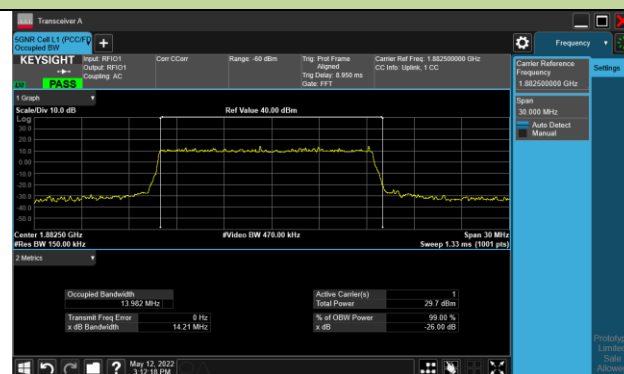 Transceiver A
5GNR Cell L1 (PCC/FD
Occupied BW
Frequency
KEYSIGHT
Input: RFIO1
Output: RFIO1
Coupling: AC
Corr CCorr
Range: -60 dBm
Trig: Prot Frame
Aligned
Trig Delay: 8.950 ms
Gate: FFT
Carrier Ref Freq: 1.882500000 GHz
CC Info: Uplink, 1 CC
PASS
Carrier Reference
Frequency
1.882500000 GHz
Settings
Span
30.000 MHz
Auto Detect
Manual
1 Graph
Scale/Div 10.0 dB
Ref Value 40.00 dBm
Log
30.0
20.0
10.0
0.00
-10.0
-20.0
-30.0
-40.0
-50.0
Center 1.88250 GHz
#Video BW 470.00 kHz
Span 30 MHz
#Res BW 150.00 kHz
Sweep 1.33 ms (1001 pts)
2 Metrics
Occupied Bandwidth
13.982 MHz
Active Carrier(s) 1
Total Power 29.7 dBm
Transmit Freq Error 0 Hz
x dB Bandwidth 14.21 MHz
% of OBW Power 99.00 %
x dB -26.00 dB
Limited
Sale
May 12, 2022
3:12:18 PM